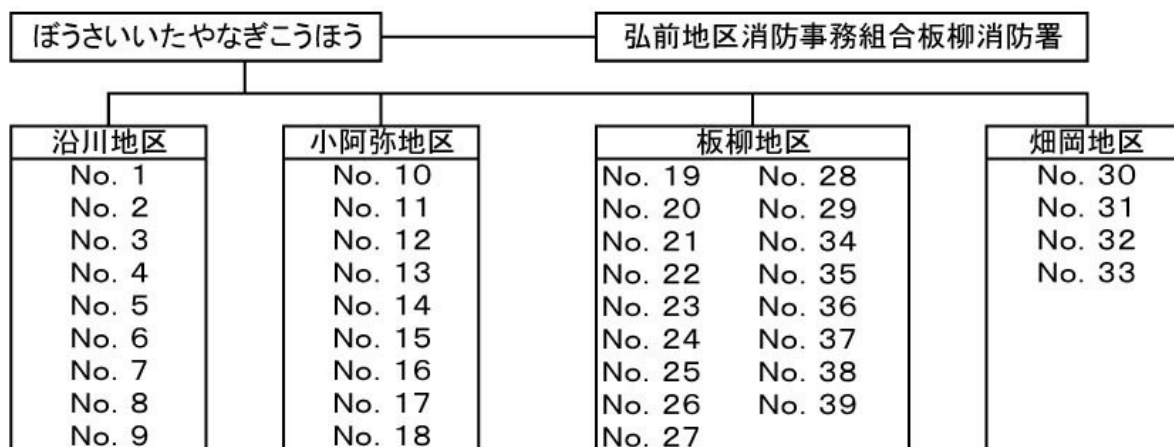 ぼうさいいたやなぎこうほう
弘前地区消防事務組合板柳消防署
沿川地区
No. 1
No. 2
No. 3
No. 4
No. 5
No. 6
No. 7
No. 8
No. 9
小阿弥地区
No. 10
No. 11
No. 12
No. 13
No. 14
No. 15
No. 16
No. 17
No. 18
板柳地区
No. 19 No. 28
No. 20 No. 29
No. 21 No. 34
No. 22 No. 35
No. 23 No. 36
No. 24 No. 37
No. 25 No. 38
No. 26 No. 39
No. 27
畑岡地区
No. 30
No. 31
No. 32
No. 33